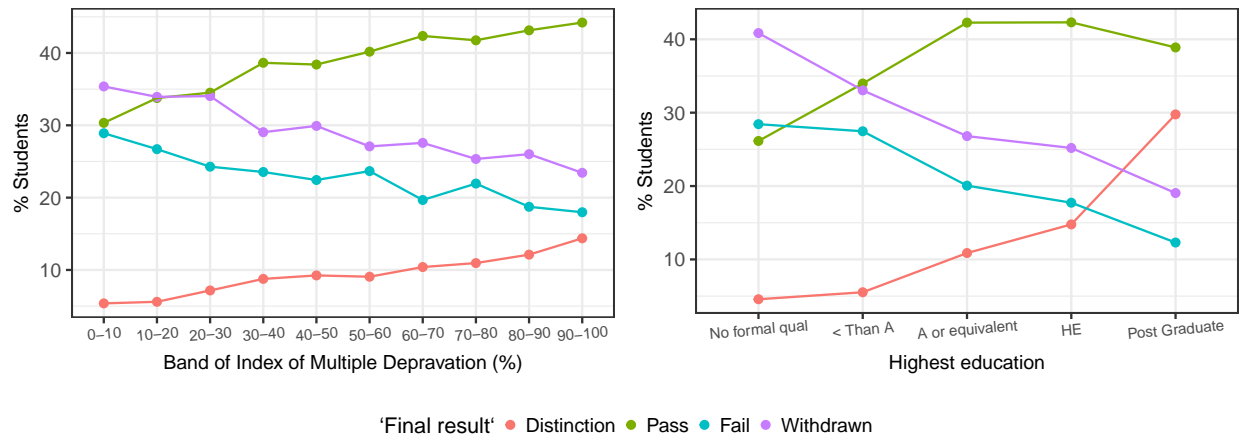 % Students
40
30
20
10
0–10 10–20 20–30 30–40 40–50 50–60 60–70 70–80 80–90 90–100
Band of Index of Multiple Depravation (%)
% Students
40
30
20
10
No formal qual < Than A A or equivalent HE Post Graduate
Highest education
‘Final result‘ Distinction Pass Fail Withdrawn